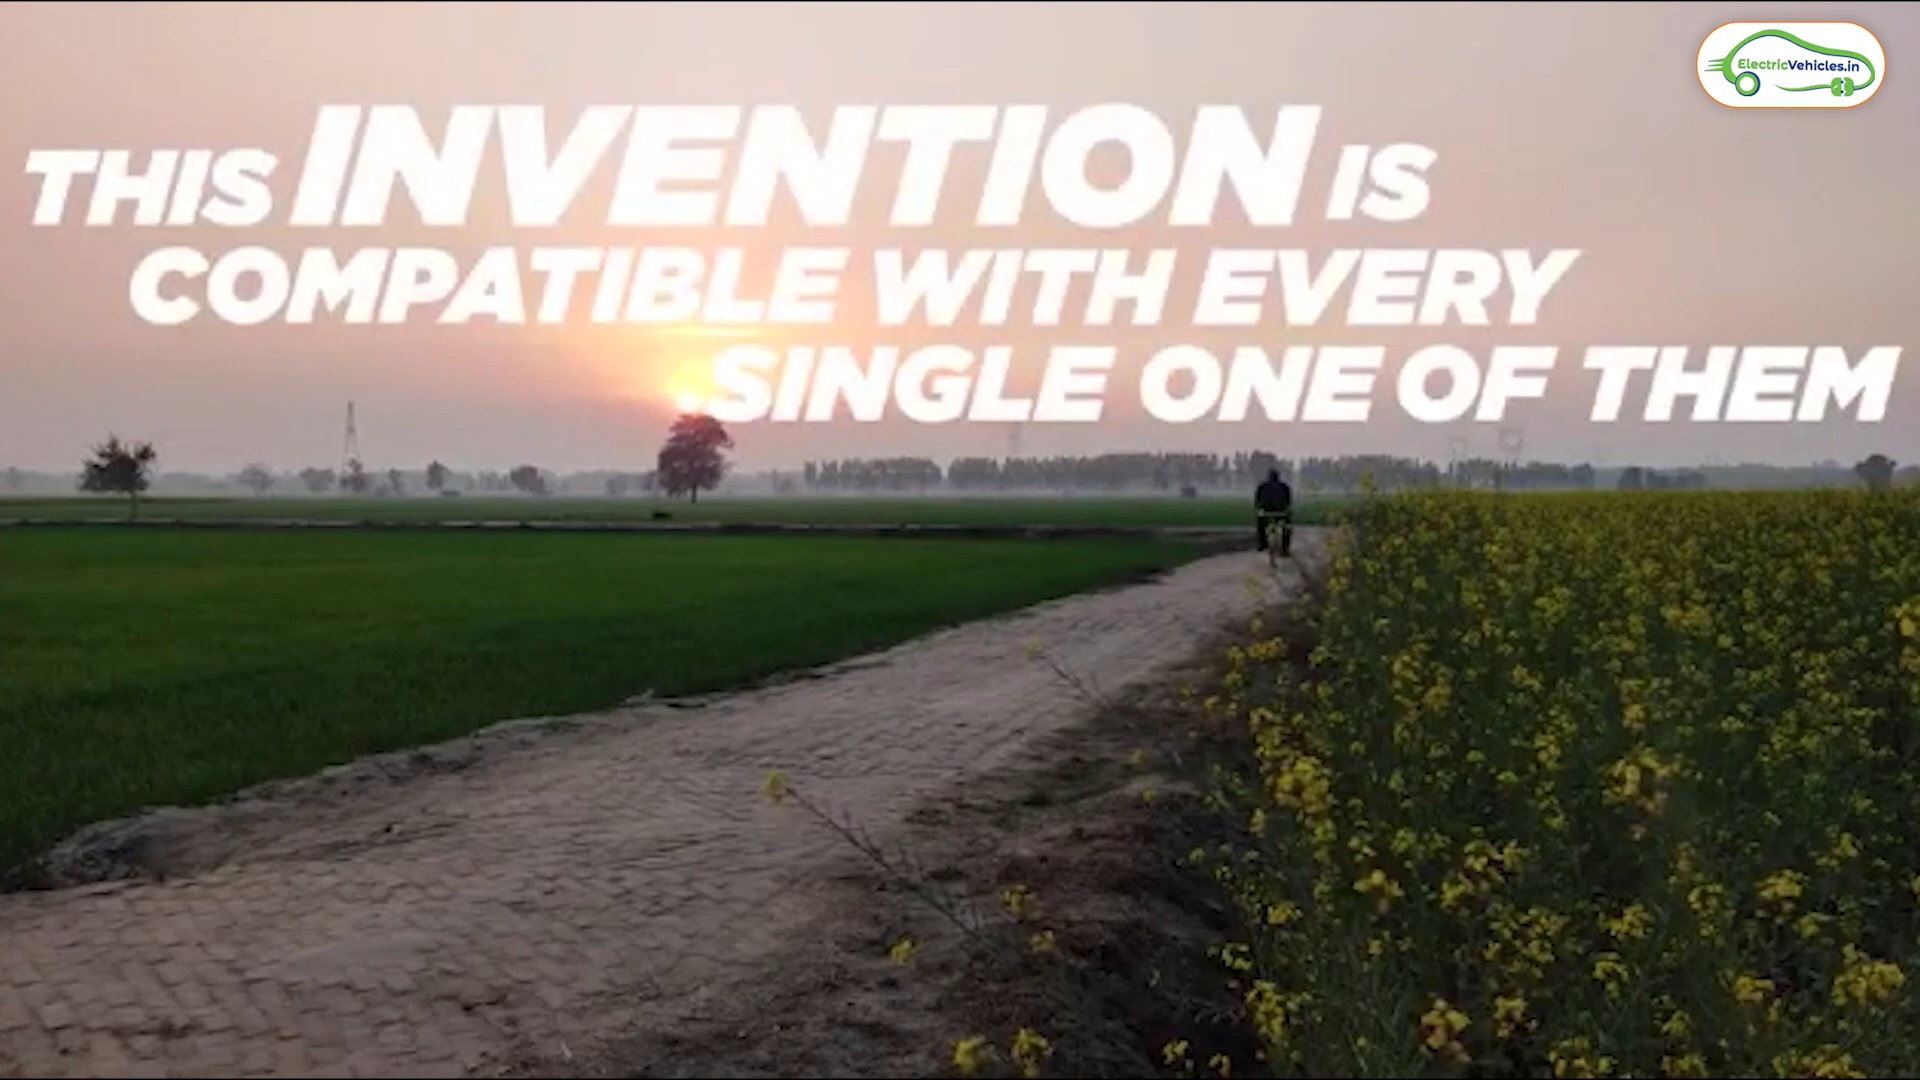 ElectricVehicles.in
THIS INVENTION IS
COMPATIBLE WITH EVERY
SINGLE ONE OF THEM